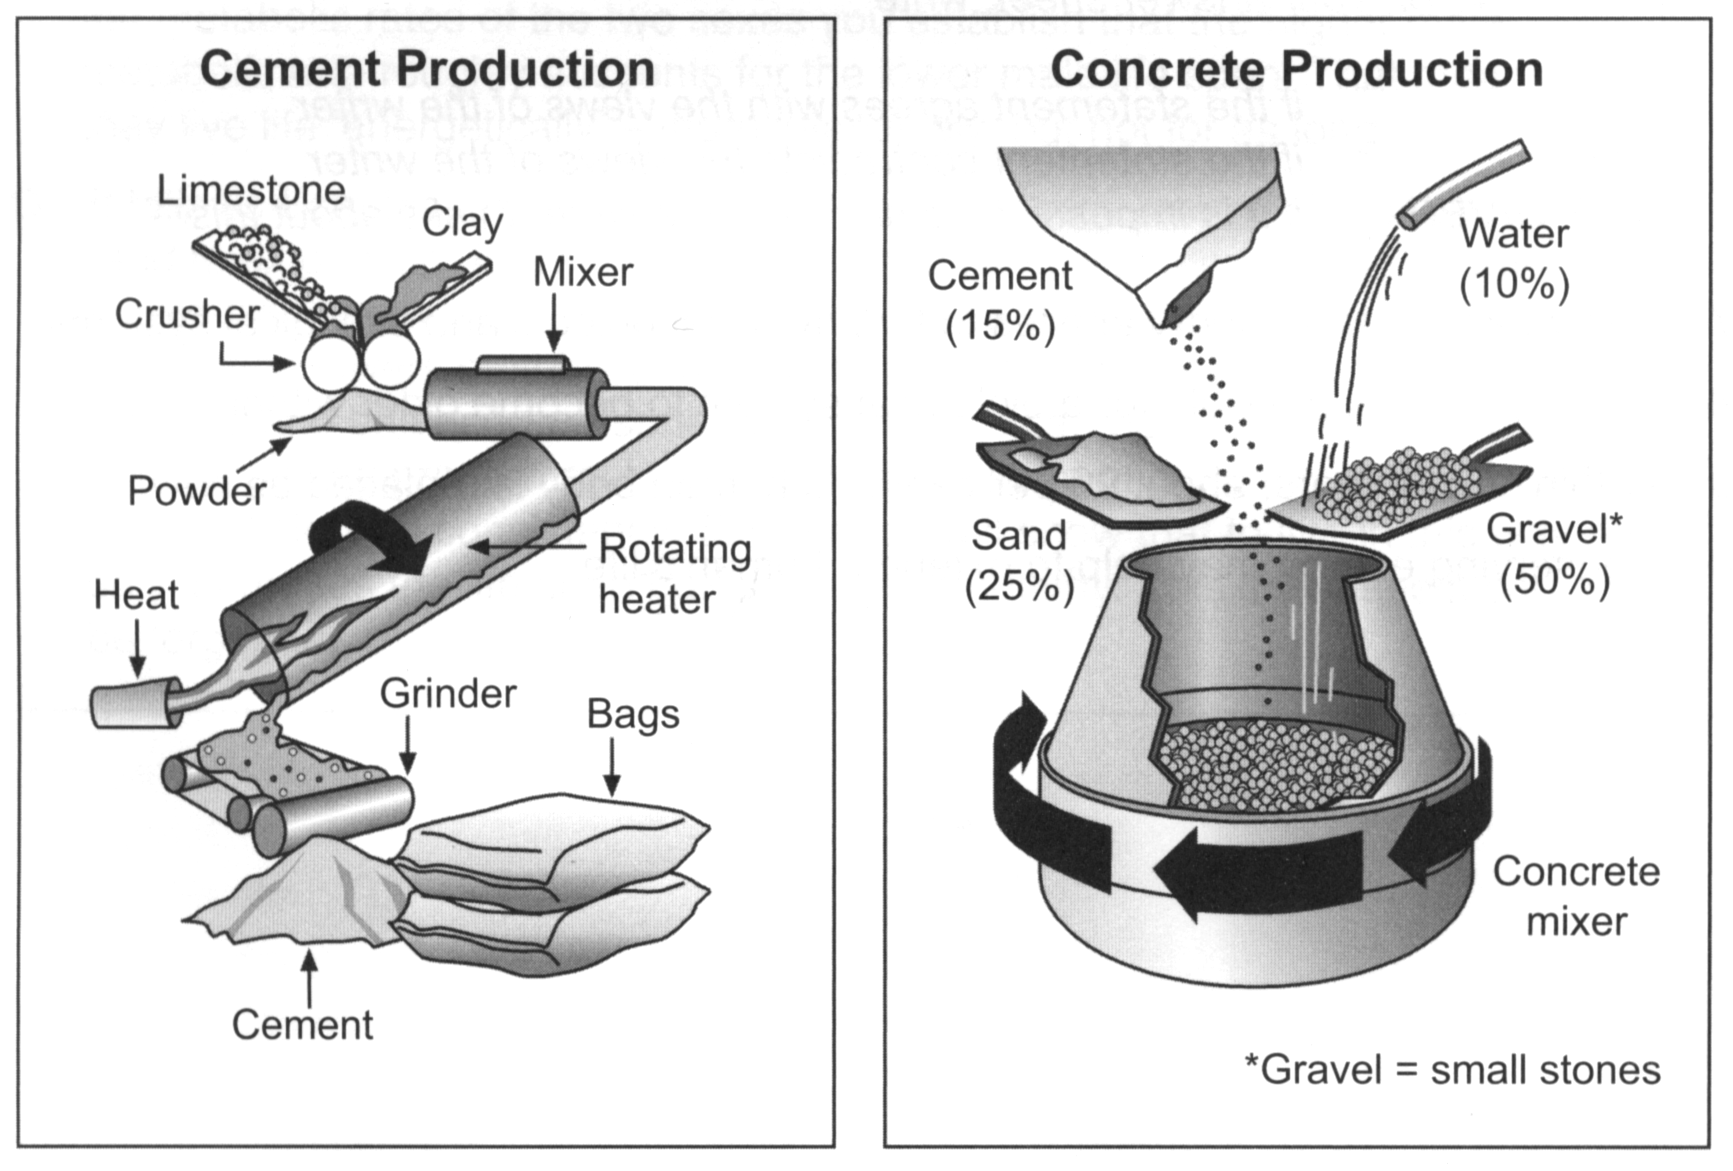 Cement Production
Limestone
Clay
Mixer
Crusher
Powder
Rotating
heater
Heat
Grinder
Bags
Cement
Concrete Production
Water
(10%)
Cement
(15%)
Sand
(25%)
Gravel*
(50%)
Concrete
mixer
*Gravel = small stones